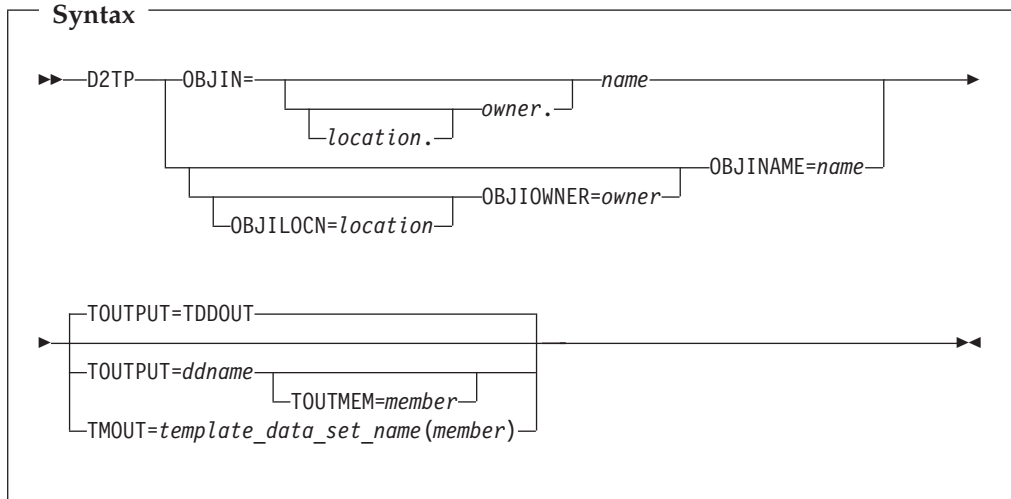 Syntax
D2TP OBJIN= name
owner.
location.
OBJINAME=name
OBJIOWNER=owner
OBJILOCN=location
TOUTPUT=TDDOUT
TOUTPUT=ddname
TOUTMEM=member
TMOUT=template_data_set_name(member)